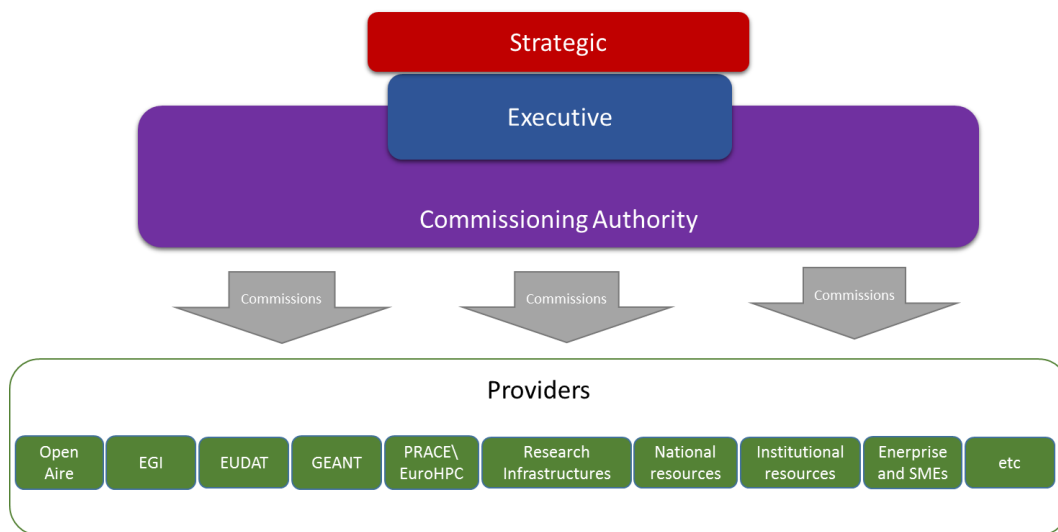 Strategic
Executive
Commissioning Authority
Commissions
Commissions
Commissions
Providers
Open
Aire
EGI
EUDAT
GEANT
PRACE\
EuroHPC
Research
Infrastructures
National
resources
Institutional
resources
Enerprise
and SMEs
etc